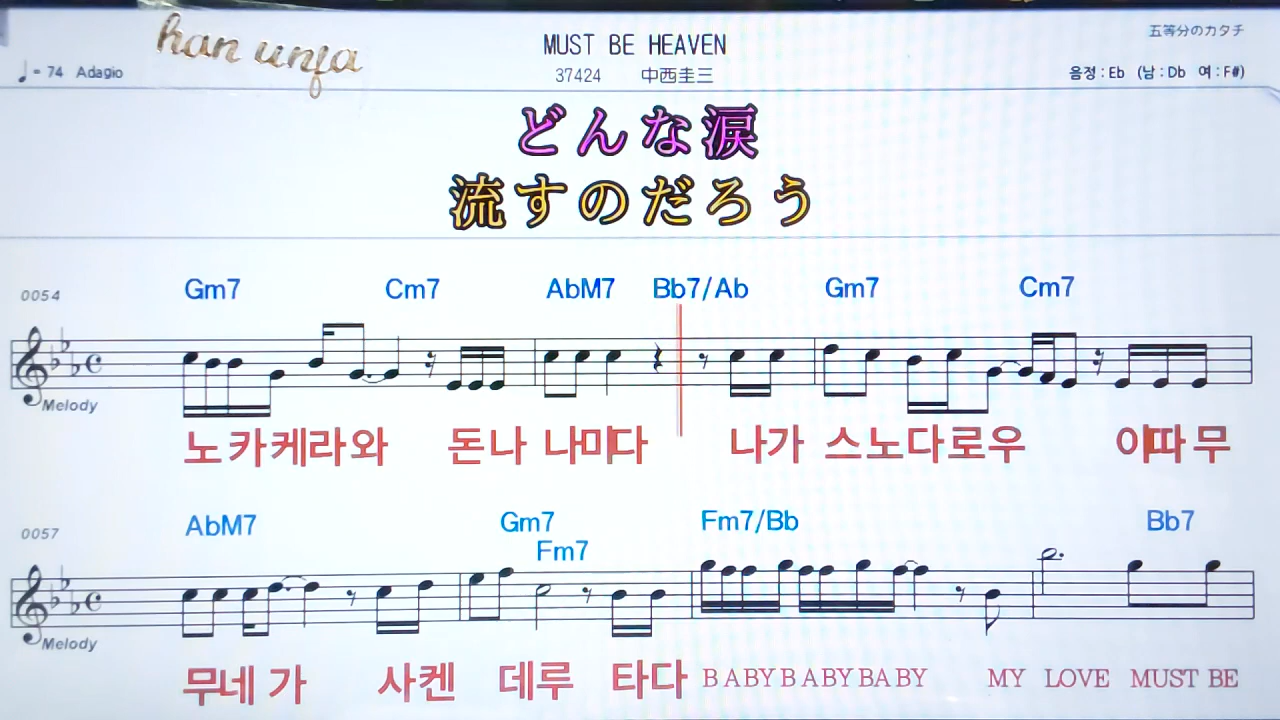 han unfa
MUST BE HEAVEN
五等分のカタチ
♩= 74 Adagio
37424 中西圭三
음정 : Eb (남 : Db 여 : F#)
どんな涙
流すのだろう
0054 Gm7 Cm7 AbM7 Bb7/Ab Gm7 Cm7
Melody
노카케라와 돈나 나미다 나가 스노다로우 이따무
0057 AbM7 Gm7 Fm7/Bb Bb7
Fm7
Melody
무네가 사켄 데루 타다 BABYBABYBABY MY LOVE MUST BE